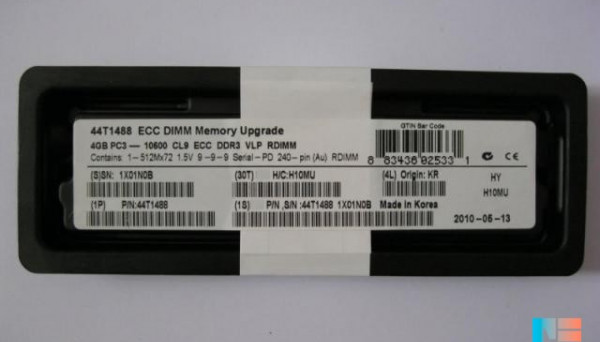 44T1488 ECC DIMM Memory Upgrade
4GB PC3 — 10600 CL9 ECC DDR3 VLP RDIMM
Contains: 1-512Mx72 1.5V 9-9-9 Serial-PD 240-pin (Au) RDIMM
GTIN Bar Code
8 83436 92533 1
CE
(S)SN: 1X01N0B
(30T) H/C:H10MU
(4L) Origin: KR
HY
H10MU
(1P) P/N:44T1488
(1S) P/N,S/N:44T1488 1X01N0B
Made in Korea
2010-05-13